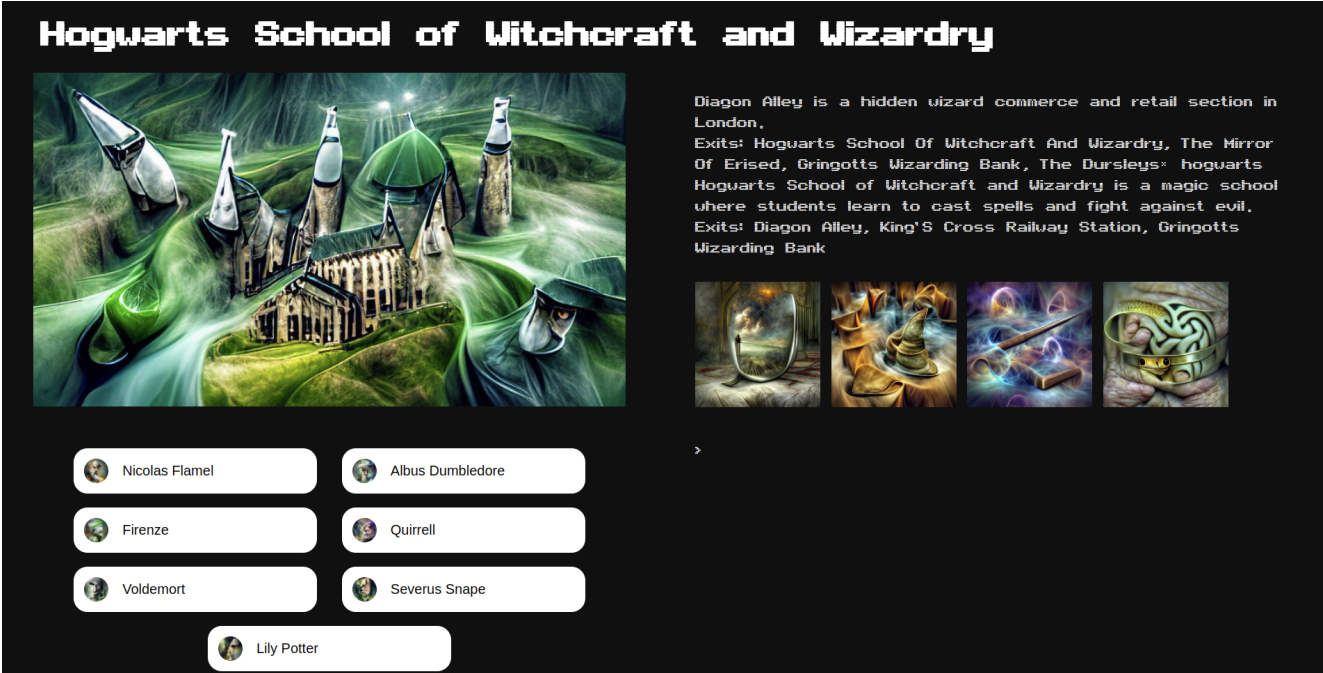 Hogwarts School of Witchcraft and Wizardry
Diagon Alley is a hidden wizard commerce and retail section in
London.
Exits: Hogwarts School Of Witchcraft And Wizardry, The Mirror
Of Erised, Gringotts Wizarding Bank, The Dursleys× hogwarts
Hogwarts School of Witchcraft and Wizardry is a magic school
where students learn to cast spells and fight against evil.
Exits: Diagon Alley, King'S Cross Railway Station, Gringotts
Wizarding Bank
>
Nicolas Flamel
Albus Dumbledore
Firenze
Quirrell
Voldemort
Severus Snape
Lily Potter